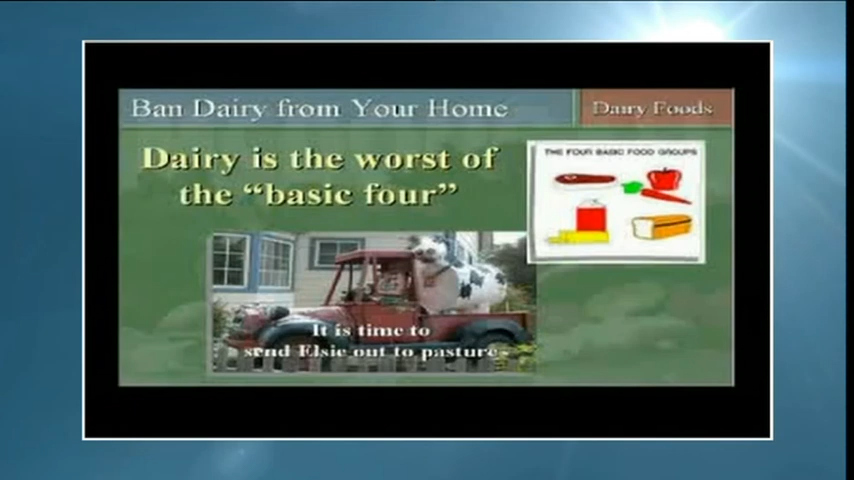 Ban Dairy from Your Home
Dairy Foods
Dairy is the worst of
the “basic four”
THE FOUR BASIC FOOD GROUPS
It is time to
send Elsie out to pasture